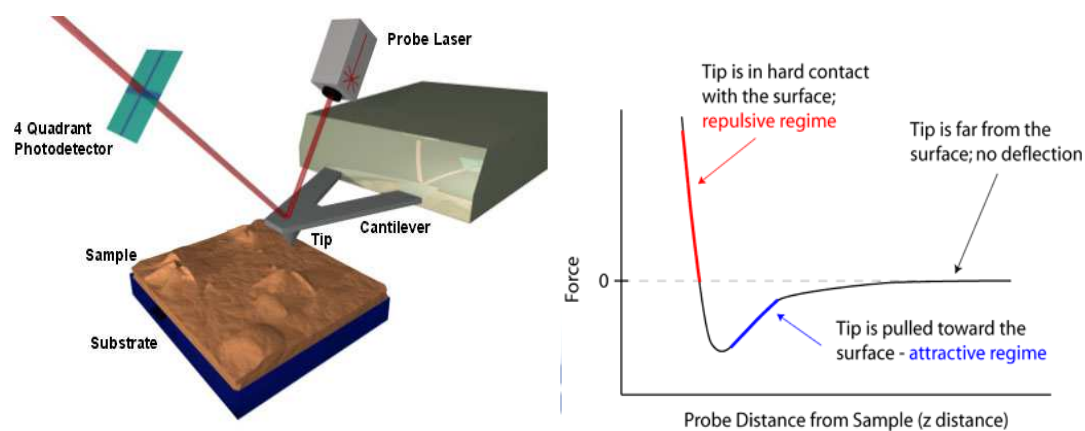 Probe Laser
4 Quadrant
Photodetector
Cantilever
Tip
Sample
Substrate
Tip is in hard contact
with the surface;
repulsive regime
Tip is far from the
surface; no deflection
0
Force
Tip is pulled toward the
surface - attractive regime
Probe Distance from Sample (z distance)